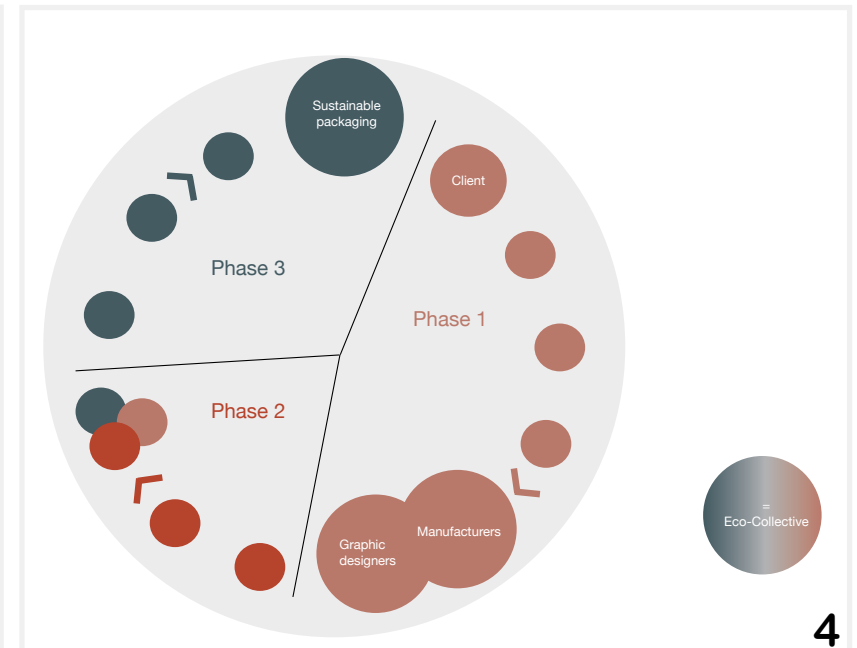 Sustainable
packaging
Client
Phase 3
Phase 1
Phase 2
Graphic
designers
Manufacturers
=
Eco-Collective
4